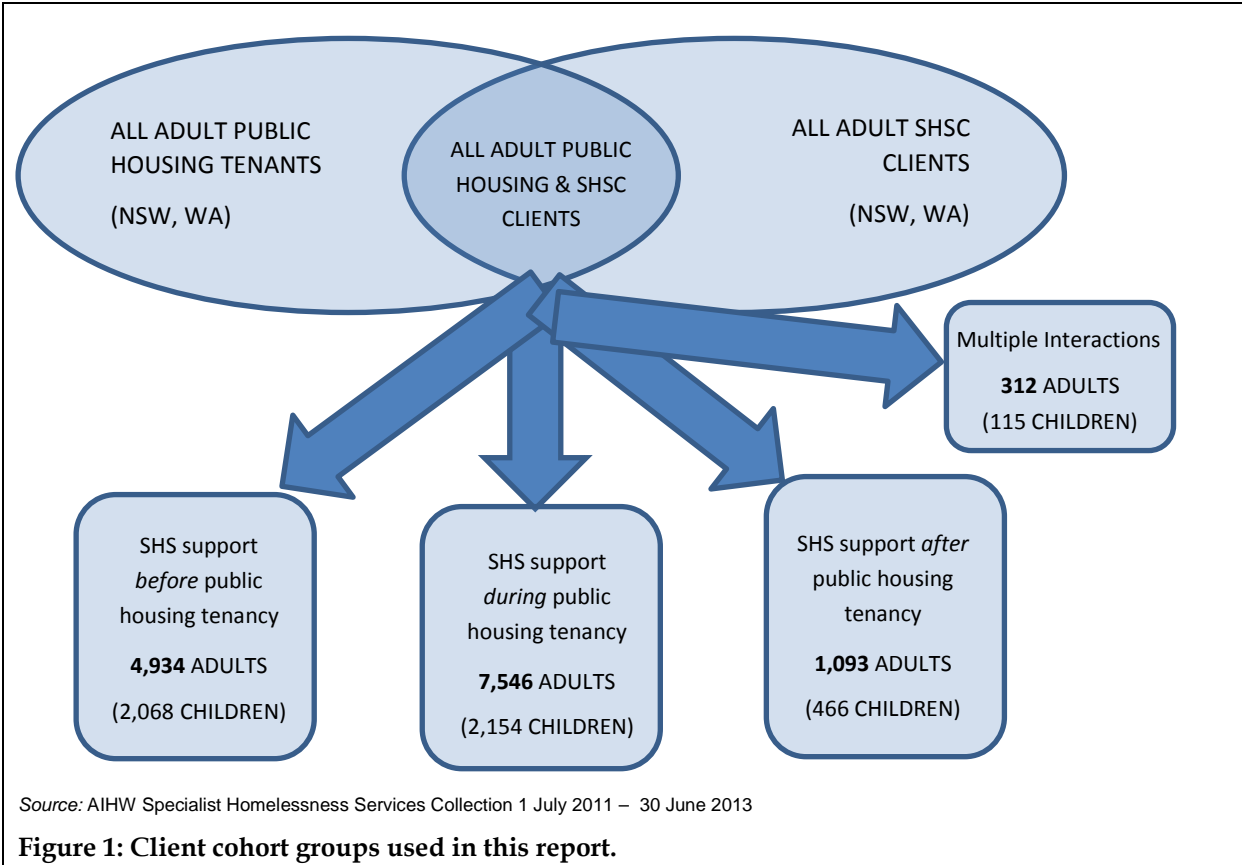 ALL ADULT PUBLIC
HOUSING TENANTS
(NSW, WA)
ALL ADULT PUBLIC
HOUSING & SHSC
CLIENTS
ALL ADULT SHSC
CLIENTS
(NSW, WA)
Multiple Interactions
312 ADULTS
(115 CHILDREN)
SHS support
before public
housing tenancy
4,934 ADULTS
(2,068 CHILDREN)
SHS support
during public
housing tenancy
7,546 ADULTS
(2,154 CHILDREN)
SHS support after
public housing
tenancy
1,093 ADULTS
(466 CHILDREN)
Source: AIHW Specialist Homelessness Services Collection 1 July 2011 – 30 June 2013
Figure 1: Client cohort groups used in this report.